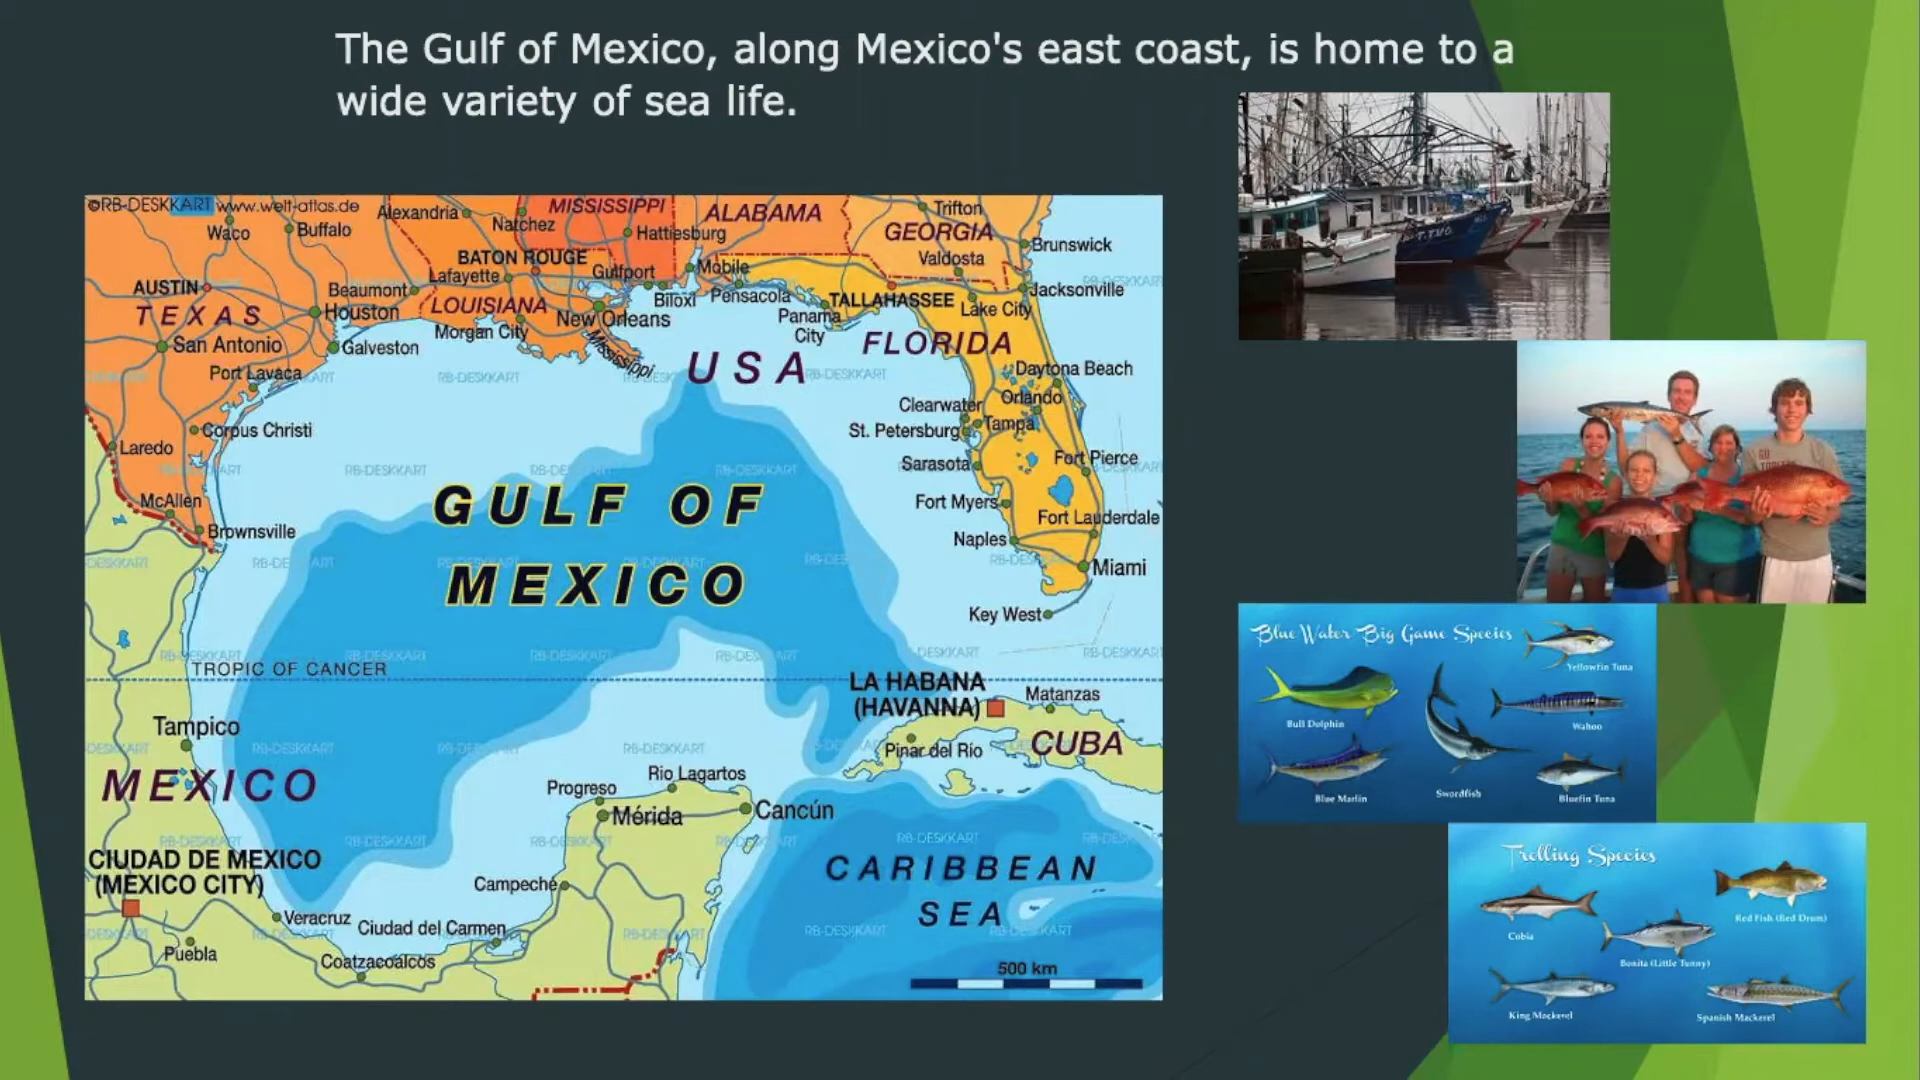 The Gulf of Mexico, along Mexico's east coast, is home to a
wide variety of sea life.
©RB-DESKKART www.welt-atlas.de
Waco
Buffalo
Alexandria
Natchez
MISSISSIPPI
Hattiesburg
ALABAMA
Trifton
GEORGIA
Valdosta
Brunswick
BATON ROUGE
Lafayette
Gulfport
Mobile
AUSTIN
TEXAS
Beaumont
Houston
LOUISIANA
Morgan City
New Orleans
Biloxi
Pensacola
Panama
City
TALLAHASSEE
Lake City
Jacksonville
San Antonio
Galveston
Mississippi
USA
FLORIDA
Port Lavaca
Daytona Beach
Orlando
Clearwater
Tampa
St. Petersburg
Corpus Christi
Laredo
Sarasota
Fort Pierce
McAllen
Fort Myers
Fort Lauderdale
Brownsville
Naples
Miami
GULF OF
MEXICO
Key West
TROPIC OF CANCER
LA HABANA
(HAVANNA)
Matanzas
Tampico
Pinar del Río
CUBA
MEXICO
Progreso
Rio Lagartos
Mérida
Cancún
CIUDAD DE MEXICO
(MEXICO CITY)
Campeche
CARIBBEAN
SEA
Veracruz
Ciudad del Carmen
Puebla
Coatzacoalcos
500 km
Blue Water Big Game Species
Yellowfin Tuna
Bull Dolphin
Wahoo
Blue Marlin
Swordfish
Bluefin Tuna
Trolling Species
Red Fish (Red Drum)
Cobia
Bonita (Little Tunny)
King Mackerel
Spanish Mackerel